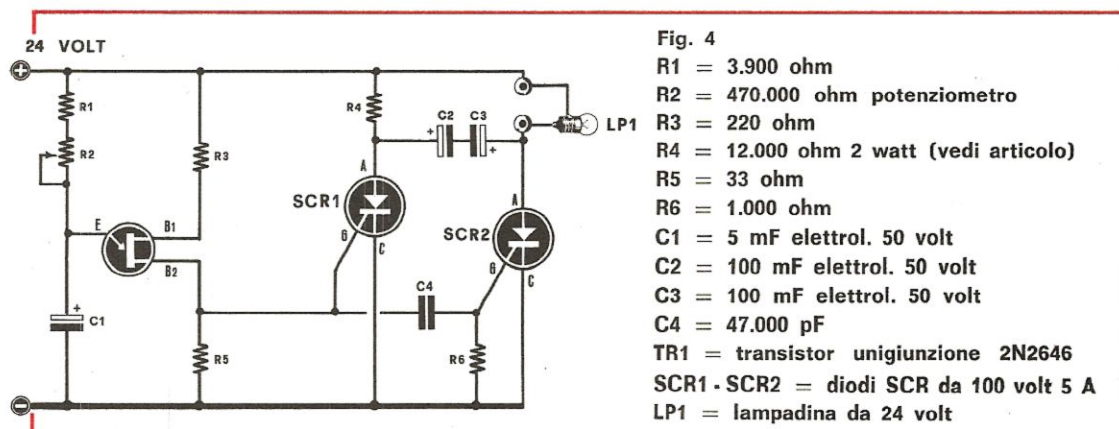 24 VOLT
R1
R2
R3
R4
C2
C3
LP1
A
SCR1
A
E
B1
B2
G
C
SCR2
G
C
C4
C1
R5
R6
Fig. 4
R1 = 3.900 ohm
R2 = 470.000 ohm potenziometro
R3 = 220 ohm
R4 = 12.000 ohm 2 watt (vedi articolo)
R5 = 33 ohm
R6 = 1.000 ohm
C1 = 5 mF elettrol. 50 volt
C2 = 100 mF elettrol. 50 volt
C3 = 100 mF elettrol. 50 volt
C4 = 47.000 pF
TR1 = transistor unigiunzione 2N2646
SCR1 - SCR2 = diodi SCR da 100 volt 5 A
LP1 = lampadina da 24 volt